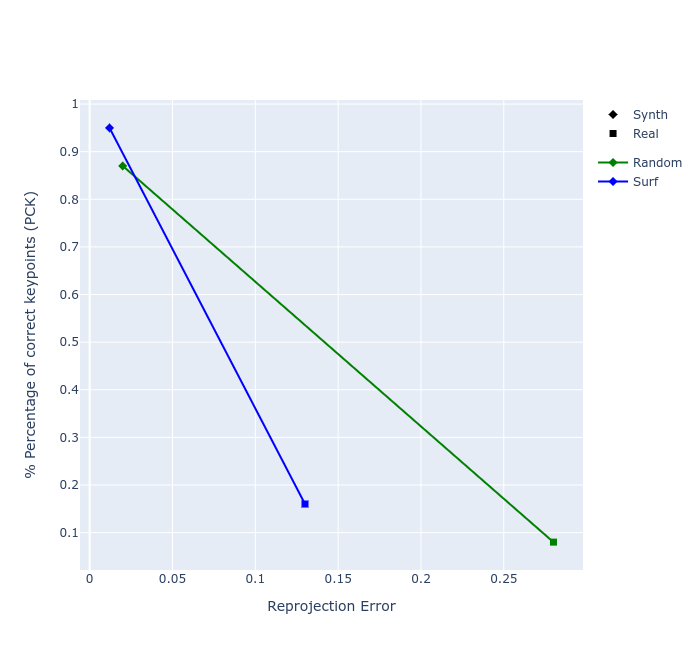 1
0.9
0.8
0.7
0.6
0.5
0.4
0.3
0.2
0.1
0 0.05 0.1 0.15 0.2 0.25
Reprojection Error
% Percentage of correct keypoints (PCK)
Synth
Real
Random
Surf